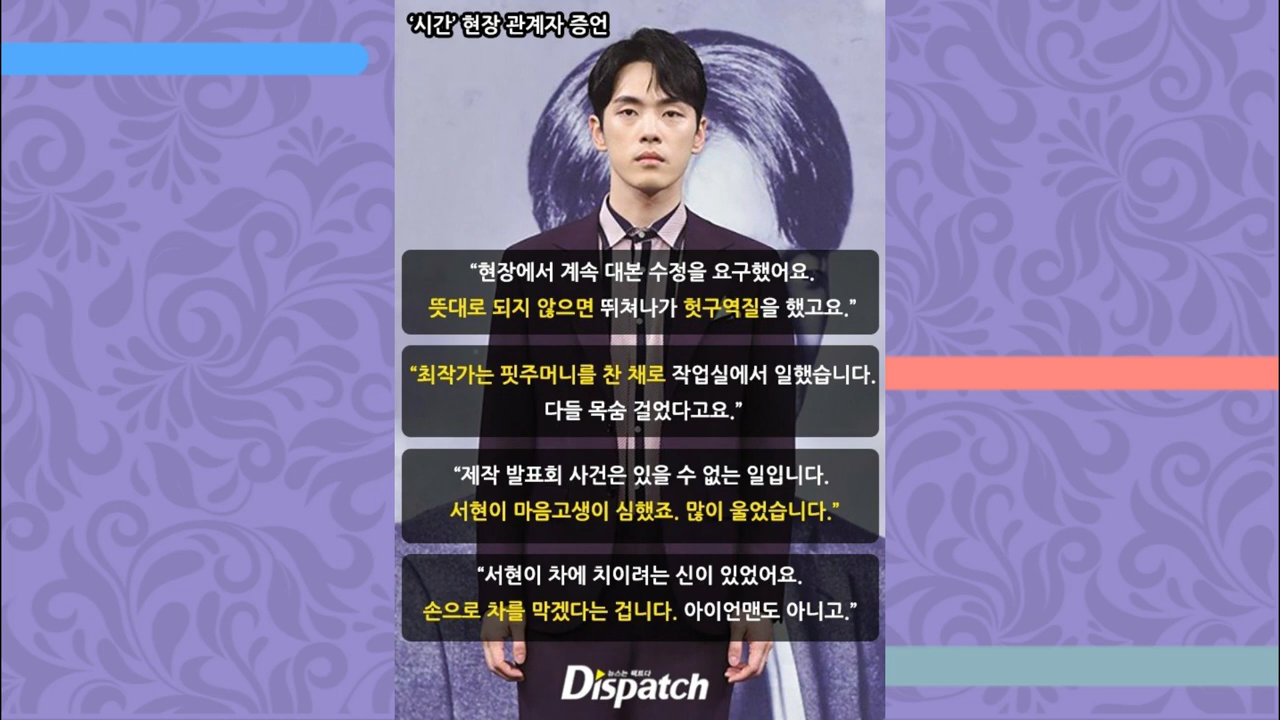 ‘시간’ 현장 관계자 증언
“현장에서 계속 대본 수정을 요구했어요.
뜻대로 되지 않으면 뛰쳐나가 헛구역질을 했고요.”
“최작가는 핏주머니를 찬 채로 작업실에서 일했습니다.
다들 목숨 걸었다고요.”
“제작 발표회 사건은 있을 수 없는 일입니다.
서현이 마음고생이 심했죠. 많이 울었습니다.”
“서현이 차에 치이려는 신이 있었어요.
손으로 차를 막겠다는 겁니다. 아이언맨도 아니고.”
뉴스는 팩트다
Dispatch